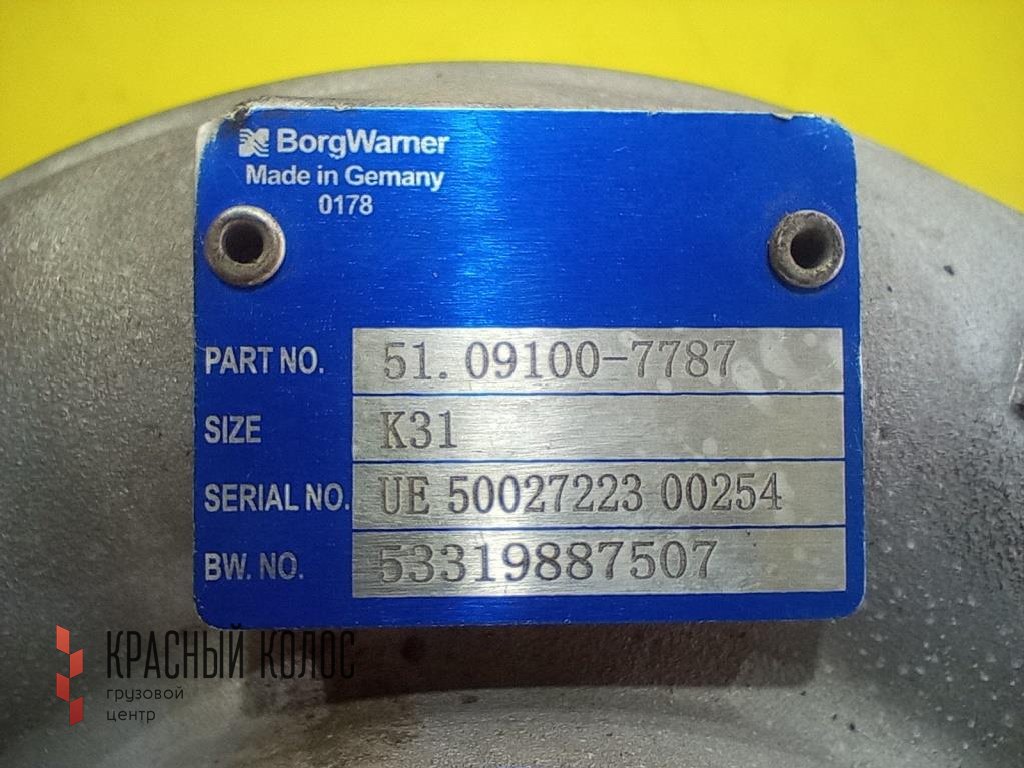 BorgWarner
Made in Gemany
0178
PART NO. 51. 09100-7787
SIZE K31
SERIAL NO. UE 50027223 00254
BW. NO. 53319887507
КРАСНЫЙ КОЛОС
грузовой
центр